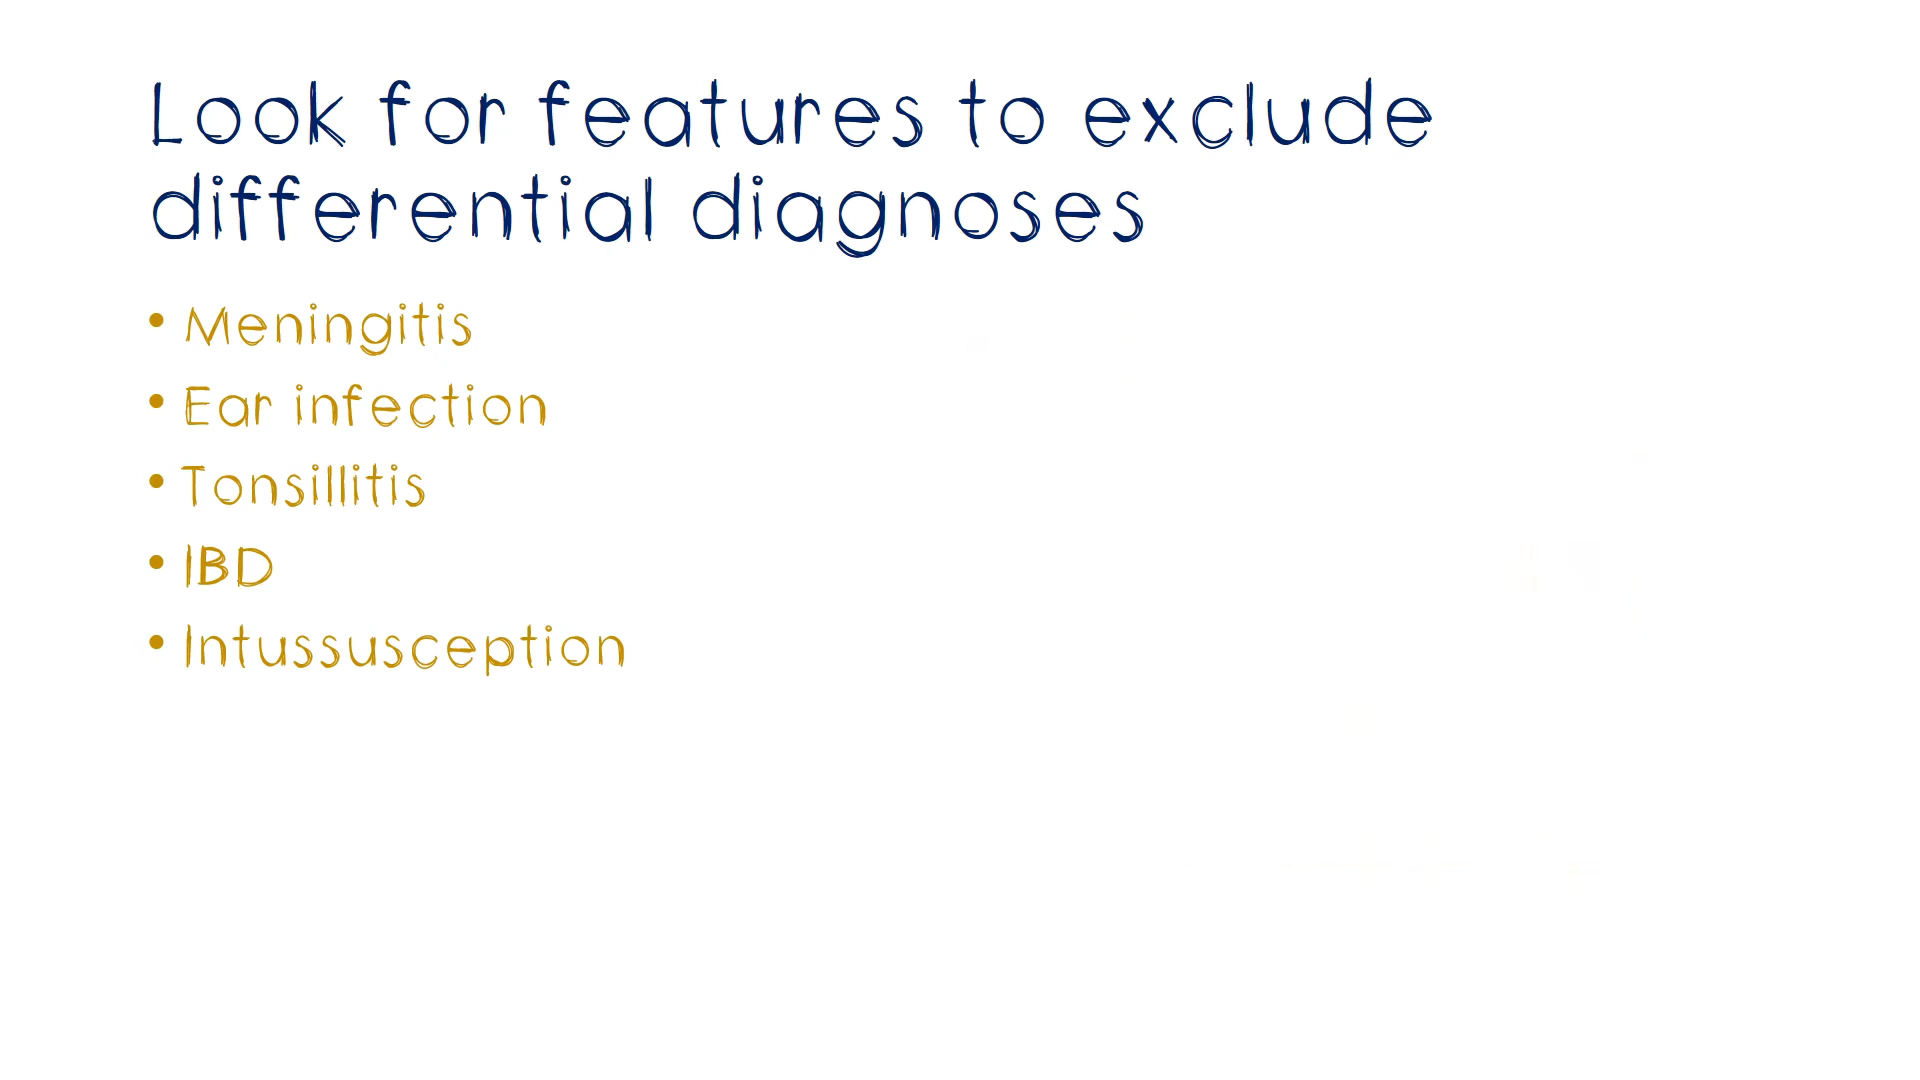 Look for features to exclude
differential diagnoses
• Meningitis
• Ear infection
• Tonsillitis
• IBD
• Intussusception